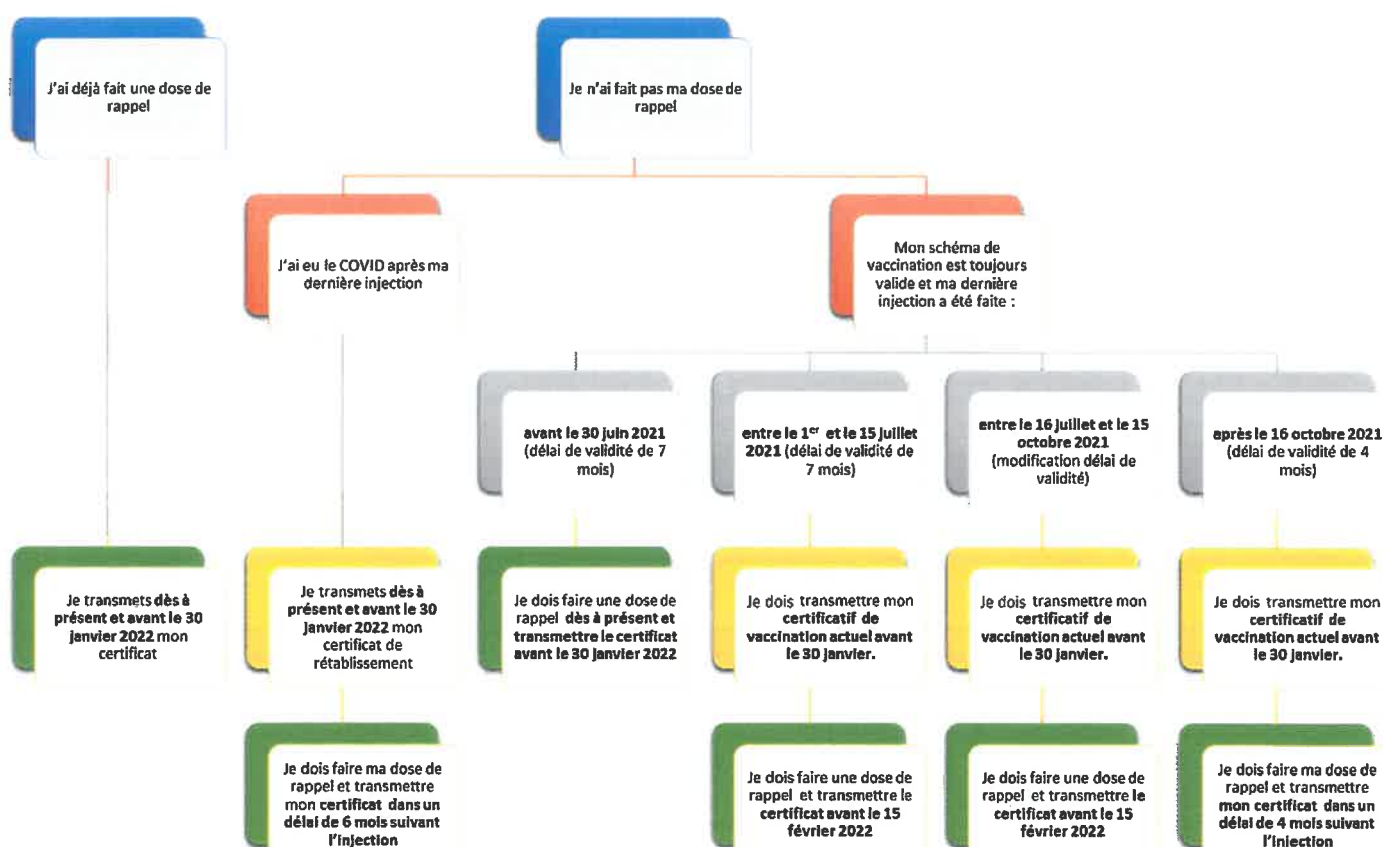 J'ai déjà fait une dose de
rappel
Je n'ai fait pas ma dose de
rappel
J'ai eu le COVID après ma
dernière injection
Mon schéma de
vaccination est toujours
valide et ma dernière
injection a été faite :
avant le 30 juin 2021
(délai de validité de 7
mois)
entre le 1er et le 15 juillet
2021 (délai de validité de
7 mois)
entre le 16 juillet et le 15
octobre 2021
(modification délai de
validité)
après le 16 octobre 2021
(délai de validité de 4
mois)
Je transmets dès à
présent et avant le 30
janvier 2022 mon
certificat
Je transmets dès à
présent et avant le 30
janvier 2022 mon
certificat de
rétablissement
Je dois faire une dose de
rappel dès à présent et
transmettre le certificat
avant le 30 janvier 2022
Je dois transmettre mon
certificatif de
vaccination actuel avant
le 30 janvier.
Je dois transmettre mon
certificatif de
vaccination actuel avant
le 30 janvier.
Je dois transmettre mon
certificatif de
vaccination actuel avant
le 30 janvier.
Je dois faire ma dose de
rappel et transmettre
mon certificat dans un
délai de 6 mois suivant
l'injection
Je dois faire une dose de
rappel et transmettre le
certificat avant le 15
février 2022
Je dois faire une dose de
rappel et transmettre le
certificat avant le 15
février 2022
Je dois faire ma dose de
rappel et transmettre
mon certificat dans un
délai de 4 mois suivant
l'injection